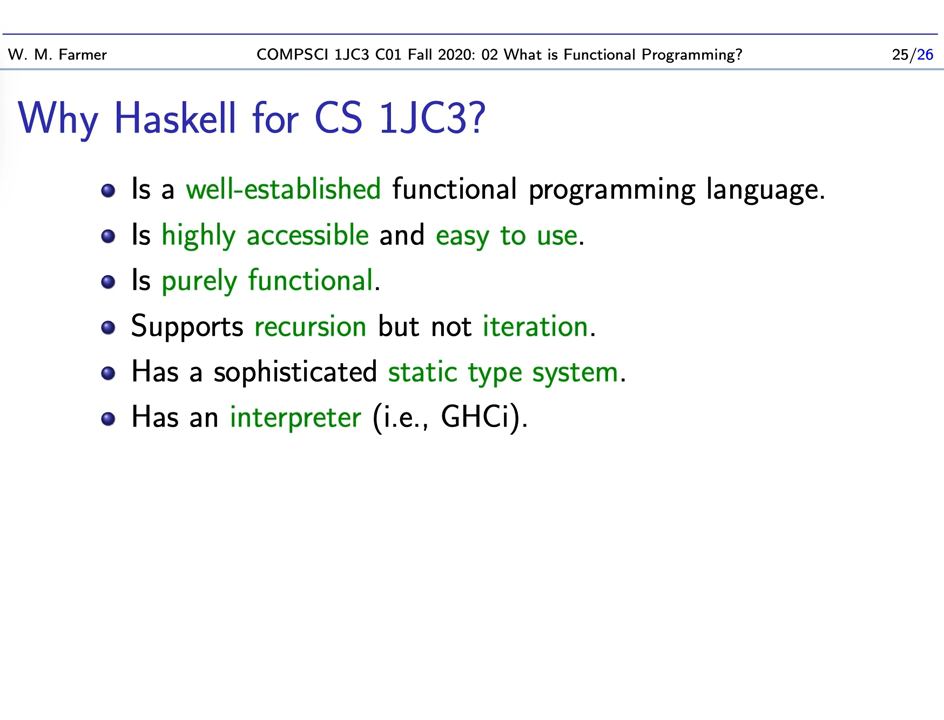 W. M. Farmer COMPSCI 1JC3 C01 Fall 2020: 02 What is Functional Programming? 25/26
Why Haskell for CS 1JC3?
Is a well-established functional programming language.
Is highly accessible and easy to use.
Is purely functional.
Supports recursion but not iteration.
Has a sophisticated static type system.
Has an interpreter (i.e., GHCi).